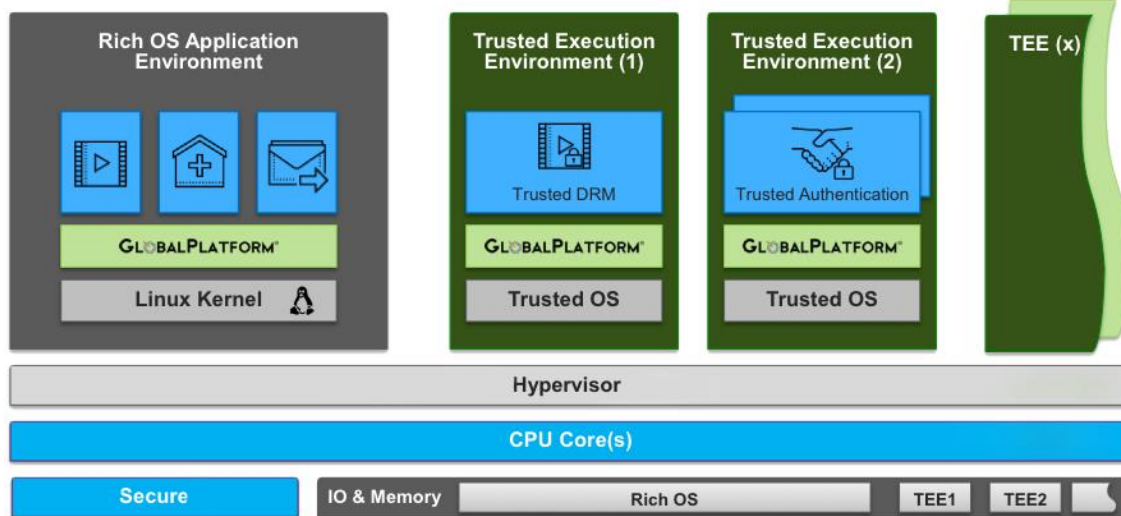 Rich OS Application
Environment
GLOBALPLATFORM®
Linux Kernel
Trusted Execution
Environment (1)
Trusted DRM
GLOBALPLATFORM®
Trusted OS
Trusted Execution
Environment (2)
Trusted Authentication
GLOBALPLATFORM®
Trusted OS
TEE (x)
Hypervisor
CPU Core(s)
Secure
IO & Memory
Rich OS
TEE1
TEE2